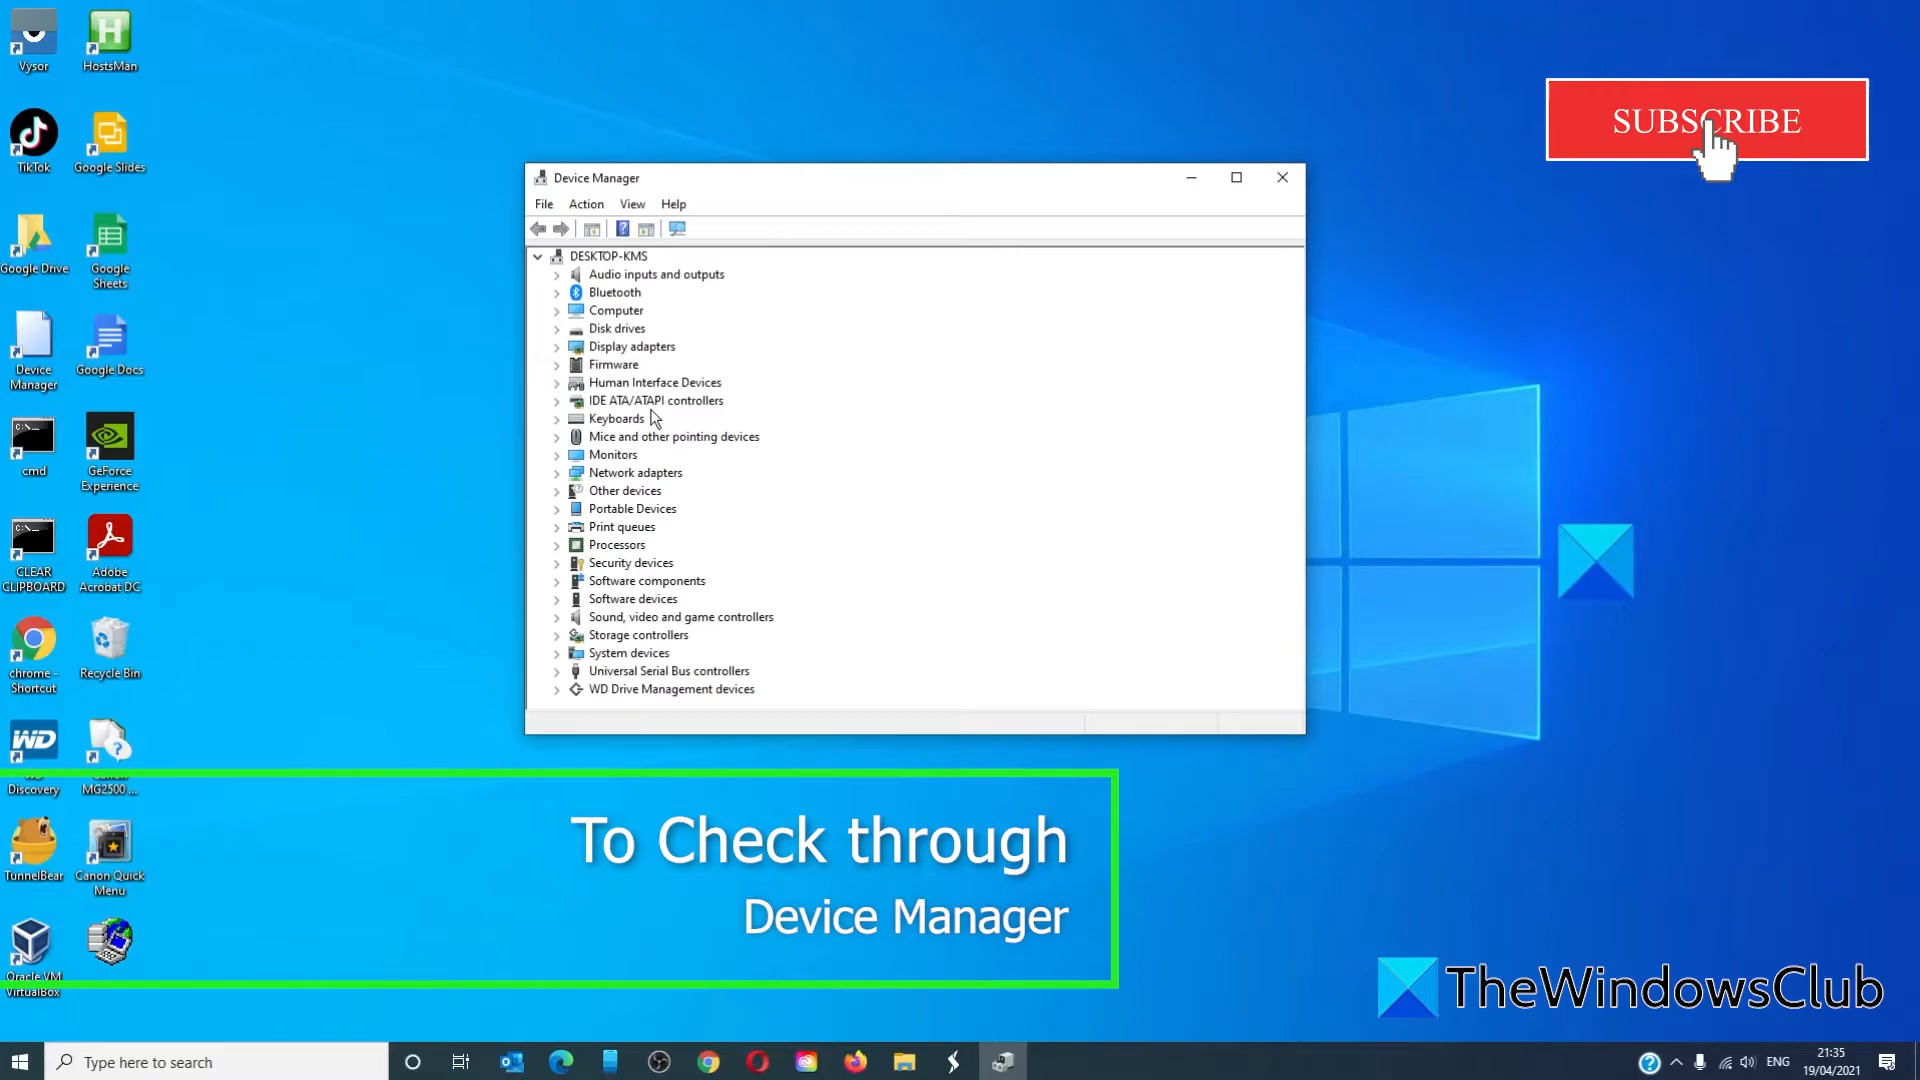 Vysor
HostsMan
TikTok
Google Slides
Google Drive
Google
Sheets
Device
Manager
Google Docs
cmd
GeForce
Experience
CLEAR
CLIPBOARD
Adobe
Acrobat DC
chrome -
Shortcut
Recycle Bin
WD
Discovery
MG2500 ...
TunnelBear
Canon Quick
Menu
Oracle VM
VirtualBox
SUBSCRIBE
Device Manager
File Action View Help
DESKTOP-KMS
Audio inputs and outputs
Bluetooth
Computer
Disk drives
Display adapters
Firmware
Human Interface Devices
IDE ATA/ATAPI controllers
Keyboards
Mice and other pointing devices
Monitors
Network adapters
Other devices
Portable Devices
Print queues
Processors
Security devices
Software components
Software devices
Sound, video and game controllers
Storage controllers
System devices
Universal Serial Bus controllers
WD Drive Management devices
To Check through
Device Manager
TheWindowsClub
Type here to search
ENG
21:35
19/04/2021